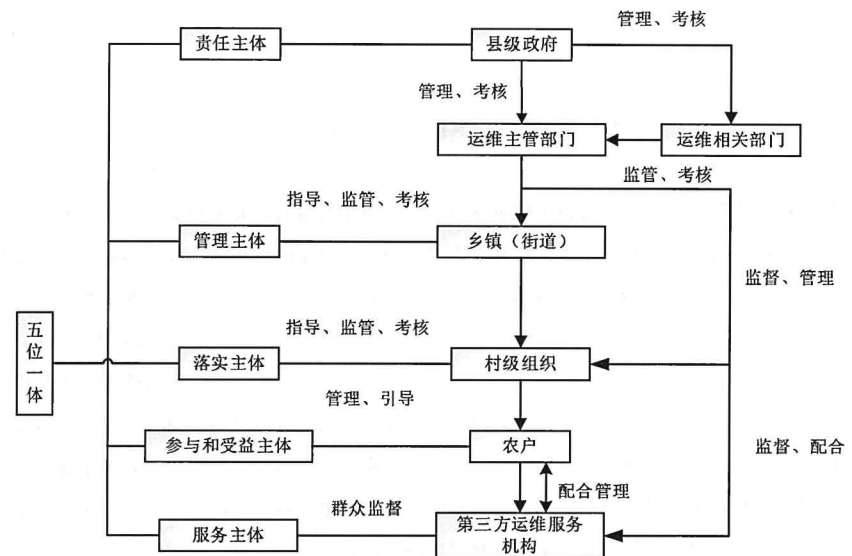 管理、考核
责任主体
县级政府
管理、考核
运维主管部门
运维相关部门
监管、考核
指导、监管、考核
管理主体
乡镇（街道）
监督、管理
五位一体
指导、监管、考核
落实主体
村级组织
管理、引导
参与和受益主体
农户
监督、配合
配合管理
群众监督
服务主体
第三方运维服务
机构